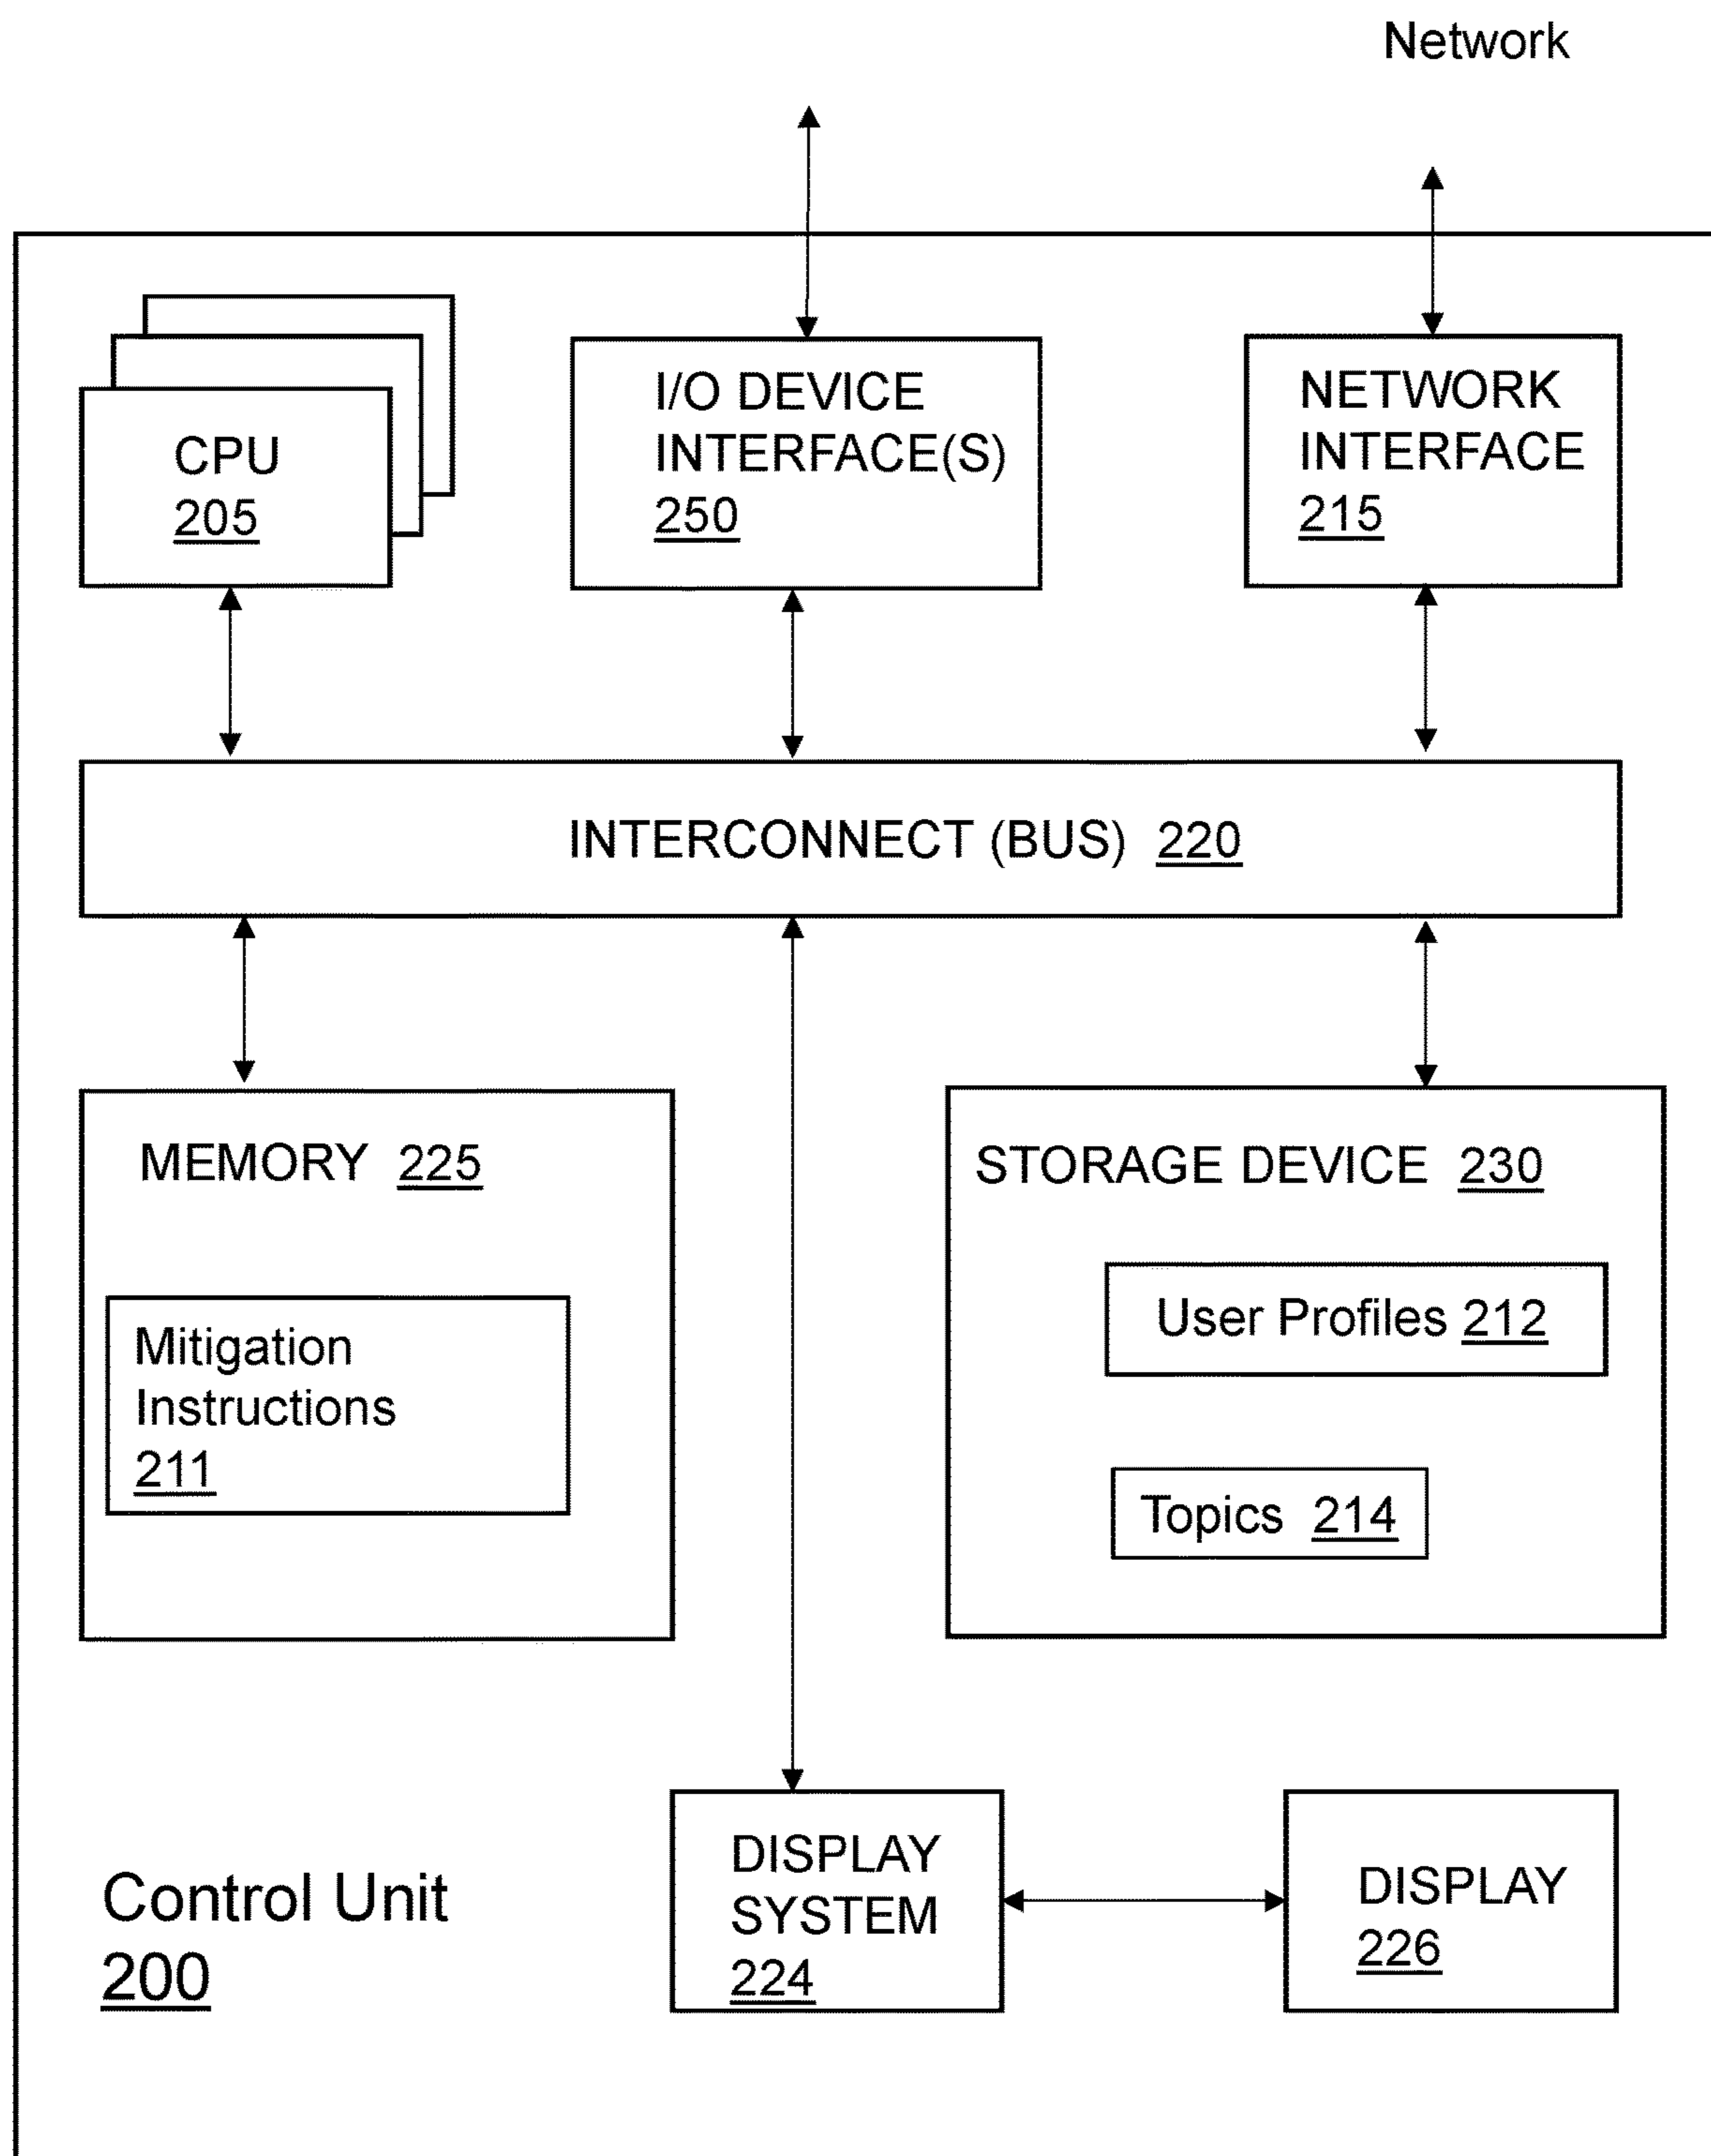 Network
CPU
205
I/O DEVICE
INTERFACE(S)
250
NETWORK
INTERFACE
215
INTERCONNECT (BUS) 220
MEMORY 225
Mitigation
Instructions
211
STORAGE DEVICE 230
User Profiles 212
Topics 214
Control Unit
200
DISPLAY
SYSTEM
224
DISPLAY
226